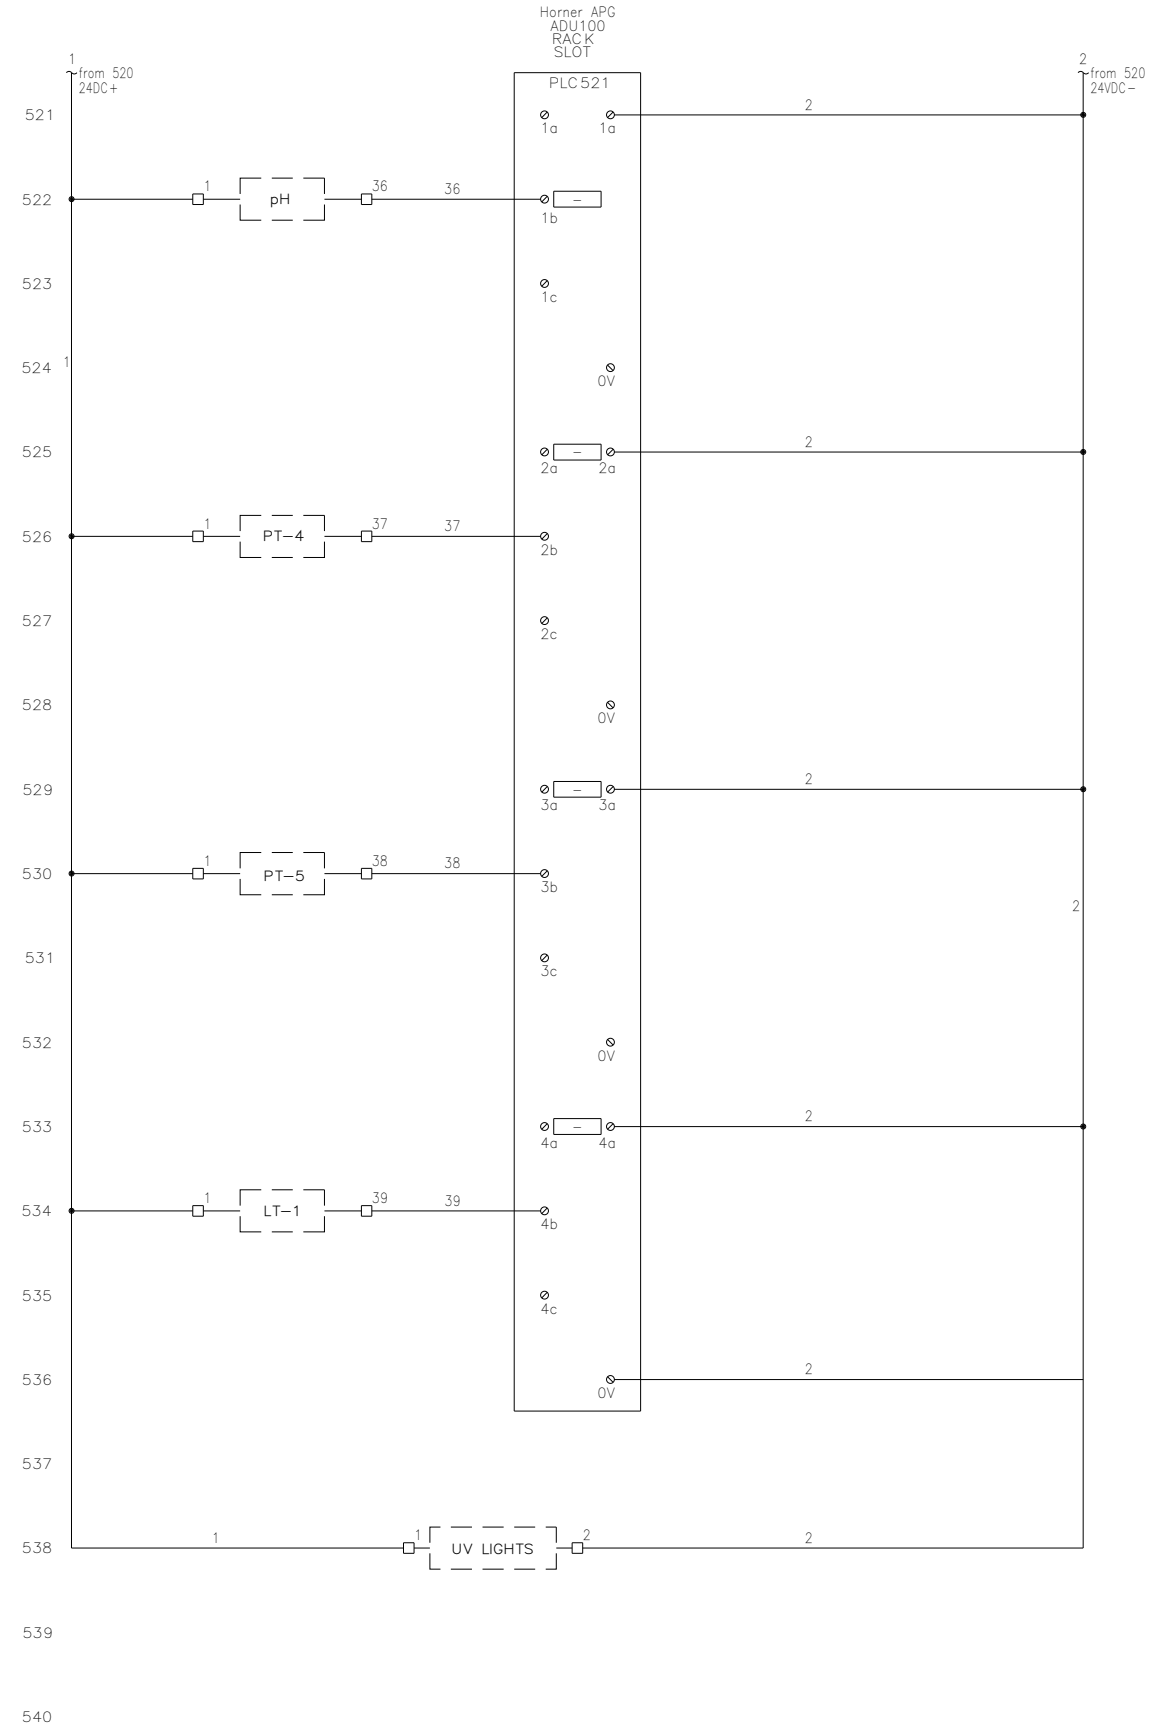 Horner APG
ADU100
RACK
SLOT
1
from 520
24DC+
2
from 520
24VDC-
PLC521
521
1a
1a
2
522
1
pH
36
36
-
1b
523
1c
524
1
0V
525
-
2a
2a
2
526
1
PT-4
37
37
2b
527
2c
528
0V
529
-
3a
3a
2
530
1
PT-5
38
38
3b
2
531
3c
532
0V
533
-
4a
4a
2
534
1
LT-1
39
39
4b
535
4c
536
0V
2
537
538
1
1
UV LIGHTS
2
2
539
540